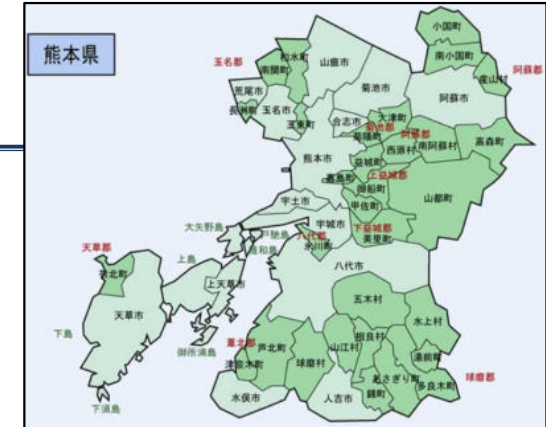 熊本県
小国町
南小国町
産山村
阿蘇郡
玉名郡
和水町
南関町
山鹿市
菊池市
阿蘇市
荒尾市
長洲町
玉名市
玉東町
合志市
大津町
菊池郡
菊陽町
阿蘇郡
高森町
熊本市
西原村
南阿蘇村
益城町
嘉島町
上益城郡
御船町
山都町
甲佐町
宇土市
宇城市
下益城郡
美里町
大矢野島
戸馳島
維和島
八代郡
氷川町
八代市
天草郡
苓北町
上島
上天草市
天草市
下島
御所浦島
下須島
五木村
水上村
葦北郡
芦北町
津奈木町
球磨村
山江村
相良村
湯前町
あさぎり町
多良木町
球磨郡
錦町
水俣市
人吉市